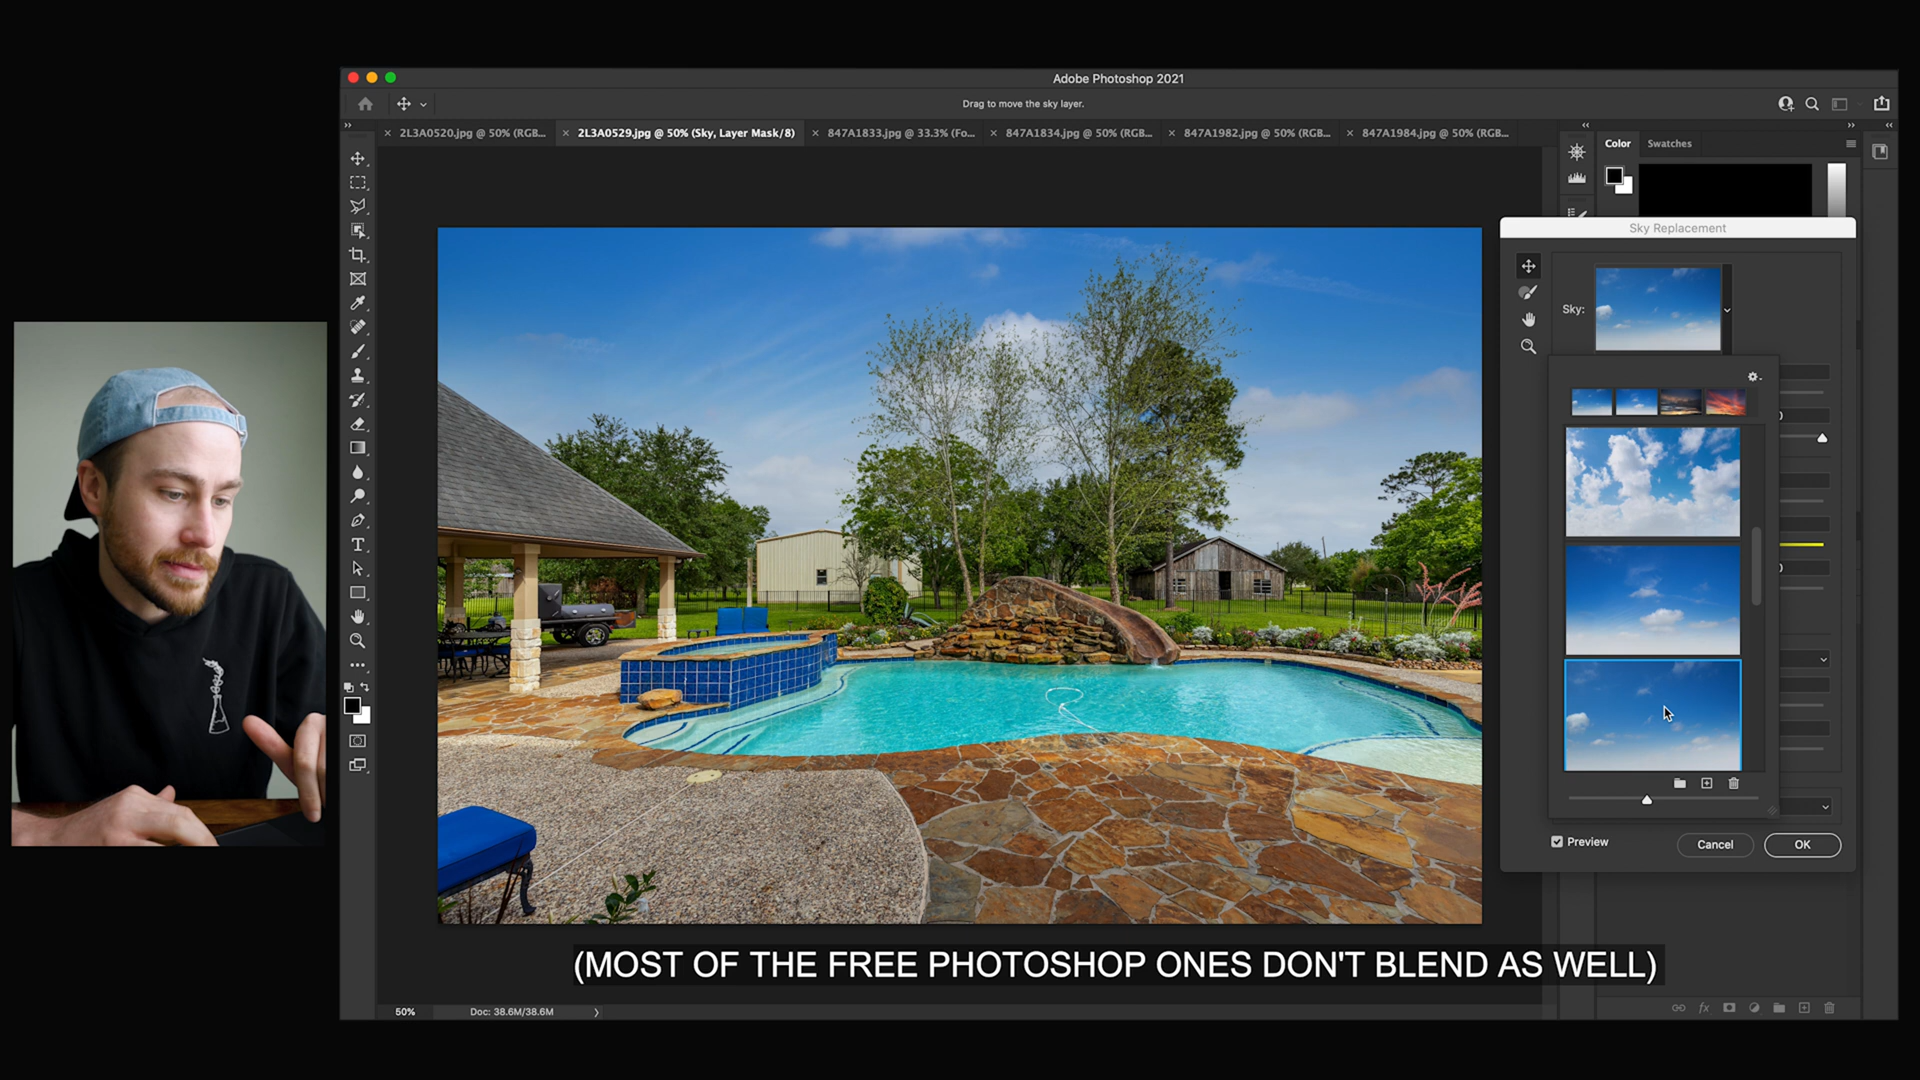 Adobe Photoshop 2021
Drag to move the sky layer.
2L3A0520.jpg @ 50% (RGB...
2L3A0529.jpg @ 50% (Sky, Layer Mask/8)
847A1833.jpg @ 33.3% (Fo...
847A1834.jpg @ 50% (RGB...
847A1982.jpg @ 50% (RGB...
847A1984.jpg @ 50% (RGB...
Color
Swatches
Sky Replacement
Sky:
Preview
Cancel
OK
(MOST OF THE FREE PHOTOSHOP ONES DON'T BLEND AS WELL)
50%
Doc: 38.6M/38.6M
fx